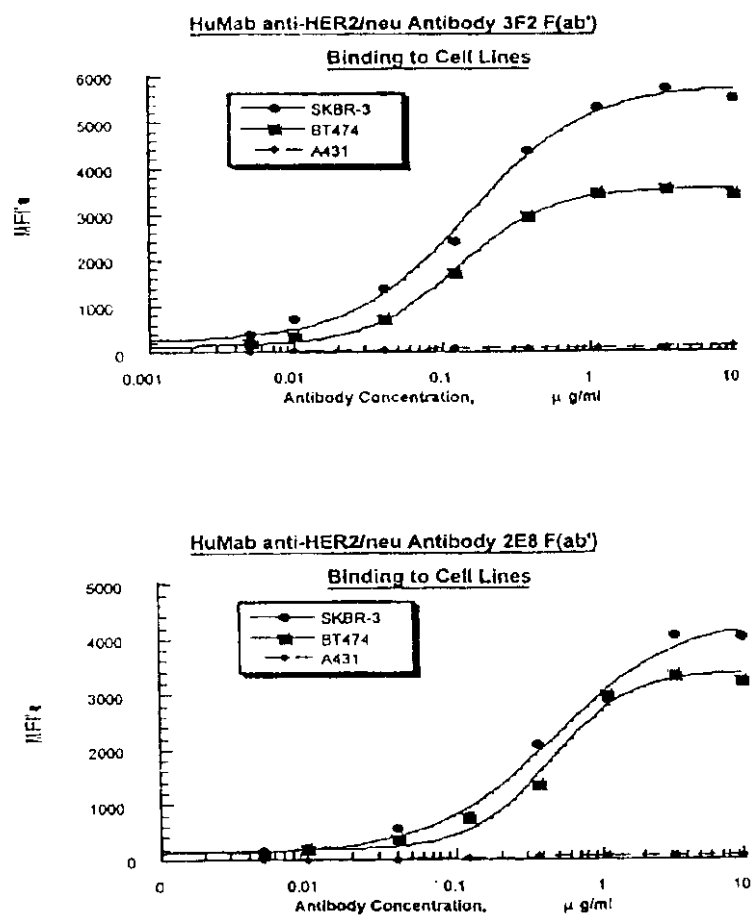 HuMab anti-HER2/neu Antibody 3F2 F(ab')
Binding to Cell Lines
6000
5000
4000
3000
2000
1000
0
MFI's
SKBR-3
BT474
A431
0.001 0.01 0.1 1 10
Antibody Concentration, μ g/ml
HuMab anti-HER2/neu Antibody 2E8 F(ab')
Binding to Cell Lines
5000
4000
3000
2000
1000
0
MFI's
SKBR-3
BT474
A431
0 0.01 0.1 1 10
Antibody Concentration, μ g/ml